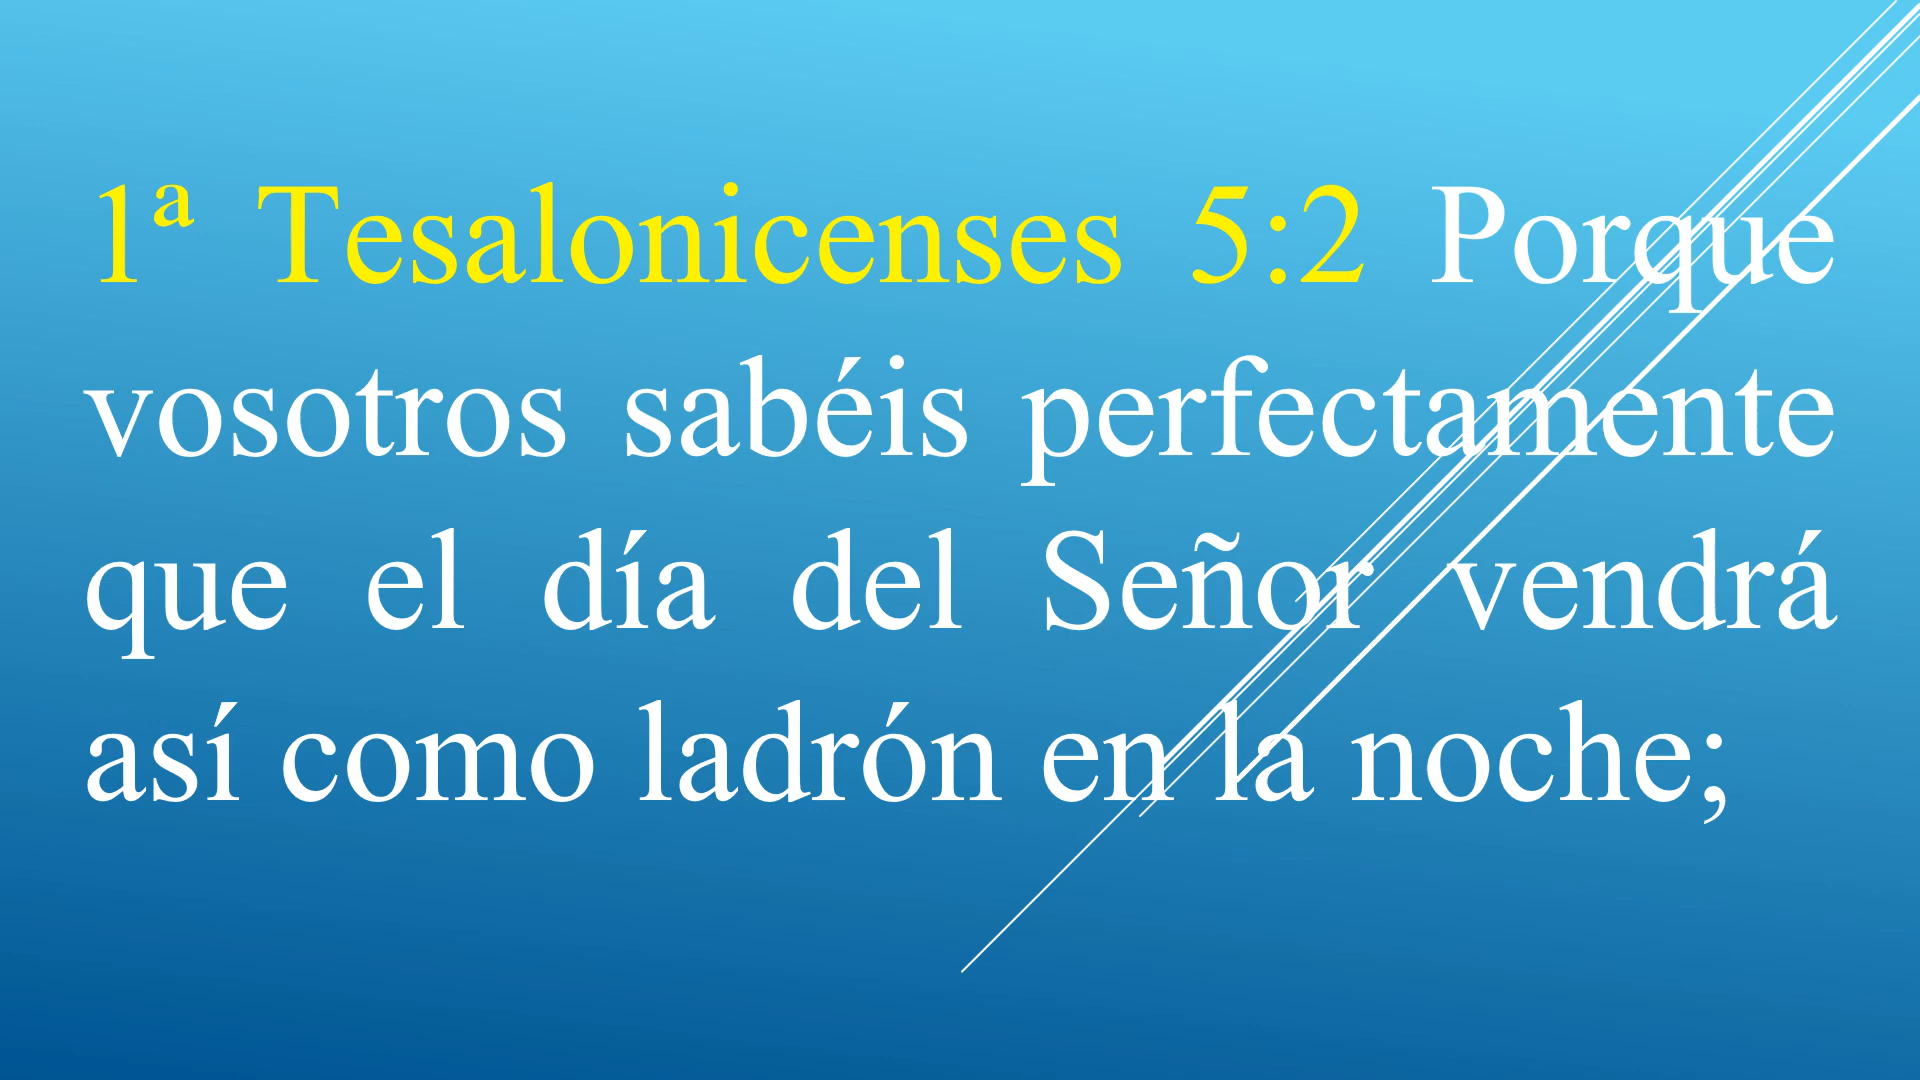 1ª Tesalonicenses 5:2 Porque
vosotros sabéis perfectamente
que el día del Señor vendrá
así como ladrón en la noche;